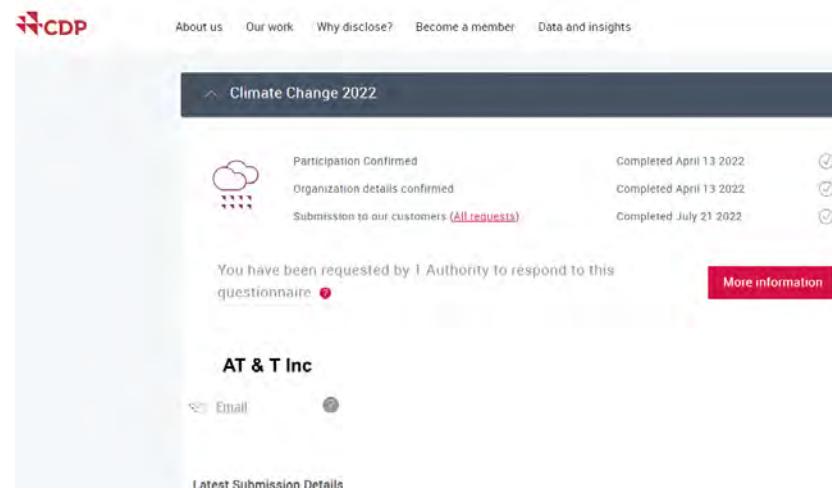 CDP
About us Our work Why disclose? Become a member Data and insights
Climate Change 2022
Participation Confirmed Completed April 13 2022
Organization details confirmed Completed April 13 2022
Submission to our customers (All requests) Completed July 21 2022
You have been requested by 1 Authority to respond to this
questionnaire ?
More information
AT & T Inc
Email ?
Latest Submission Details